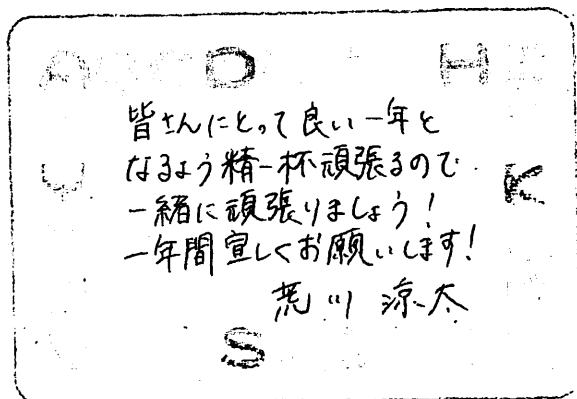 A B C D H
皆さんにとって良い一年と
なるよう精一杯頑張るので
一緒に頑張りましょう!
一年間宜しくお願いします!
荒川 涼太
K
S